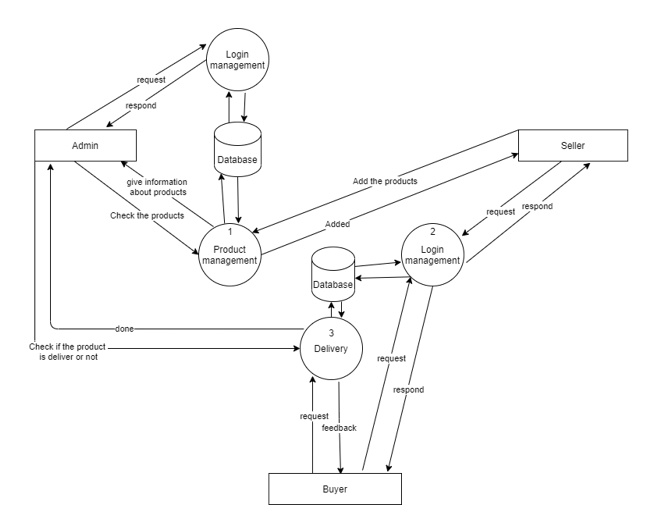 Login
management
request
respond
Admin
Seller
Database
give information
about products
Add the products
Check the products
request
respond
Added
1
Product
management
2
Login
management
Database
done
3
Delivery
Check if the product
is deliver or not
request
respond
request
feedback
Buyer